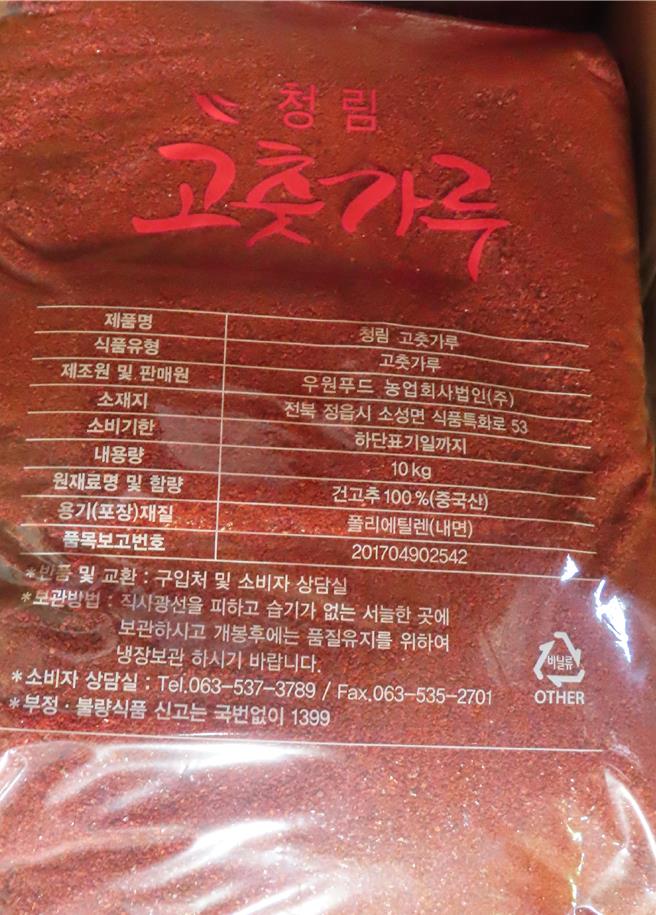 청림
고춧가루
제품명 청림 고춧가루
식품유형 고춧가루
제조원 및 판매원 우원푸드 농업회사법인(주)
소재지 전북 정읍시 소성면 식품특화로 53
소비기한 하단표기일까지
내용량 10kg
원재료명 및 함량 건고추100%(중국산)
용기(포장)재질 폴리에틸렌(내면)
품목보고번호 201704902542
*반품 및 교환 : 구입처 및 소비자 상담실
*보관방법 : 직사광선을 피하고 습기가 없는 서늘한 곳에
보관하시고 개봉후에는 품질유지를 위하여
냉장보관 하시기 바랍니다.
*소비자 상담실 : Tel.063-537-3789 / Fax.063-535-2701
*부정·불량식품 신고는 국번없이 1399
비닐류
OTHER